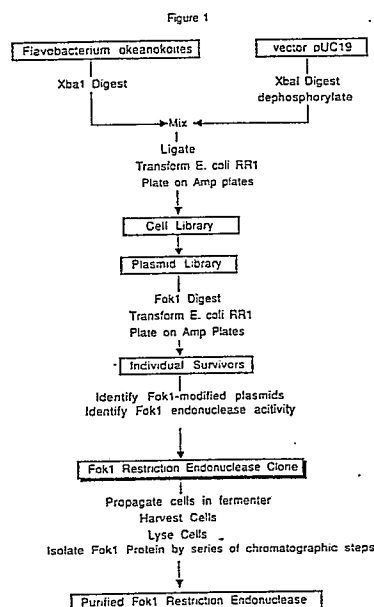 Figure 1
Flavobacterium okeanokoites
vector pUC19
Xba1 Digest
XbaI Digest
dephosphorylate
Mix
Ligate
Transform E. coli RR1
Plate on Amp plates
Cell Library
Plasmid Library
Fok1 Digest
Transform E. coli RR1
Plate on Amp Plates
Individual Survivors
Identify Fok1-modified plasmids
Identify Fok1 endonuclease acitivity
Fok1 Restriction Endonuclease Clone
Propagate cells in fermenter
Harvest Cells
Lyse Cells
Isolate Fok1 Protein by series of chromatographic steps
Purified Fok1 Restriction Endonuclease